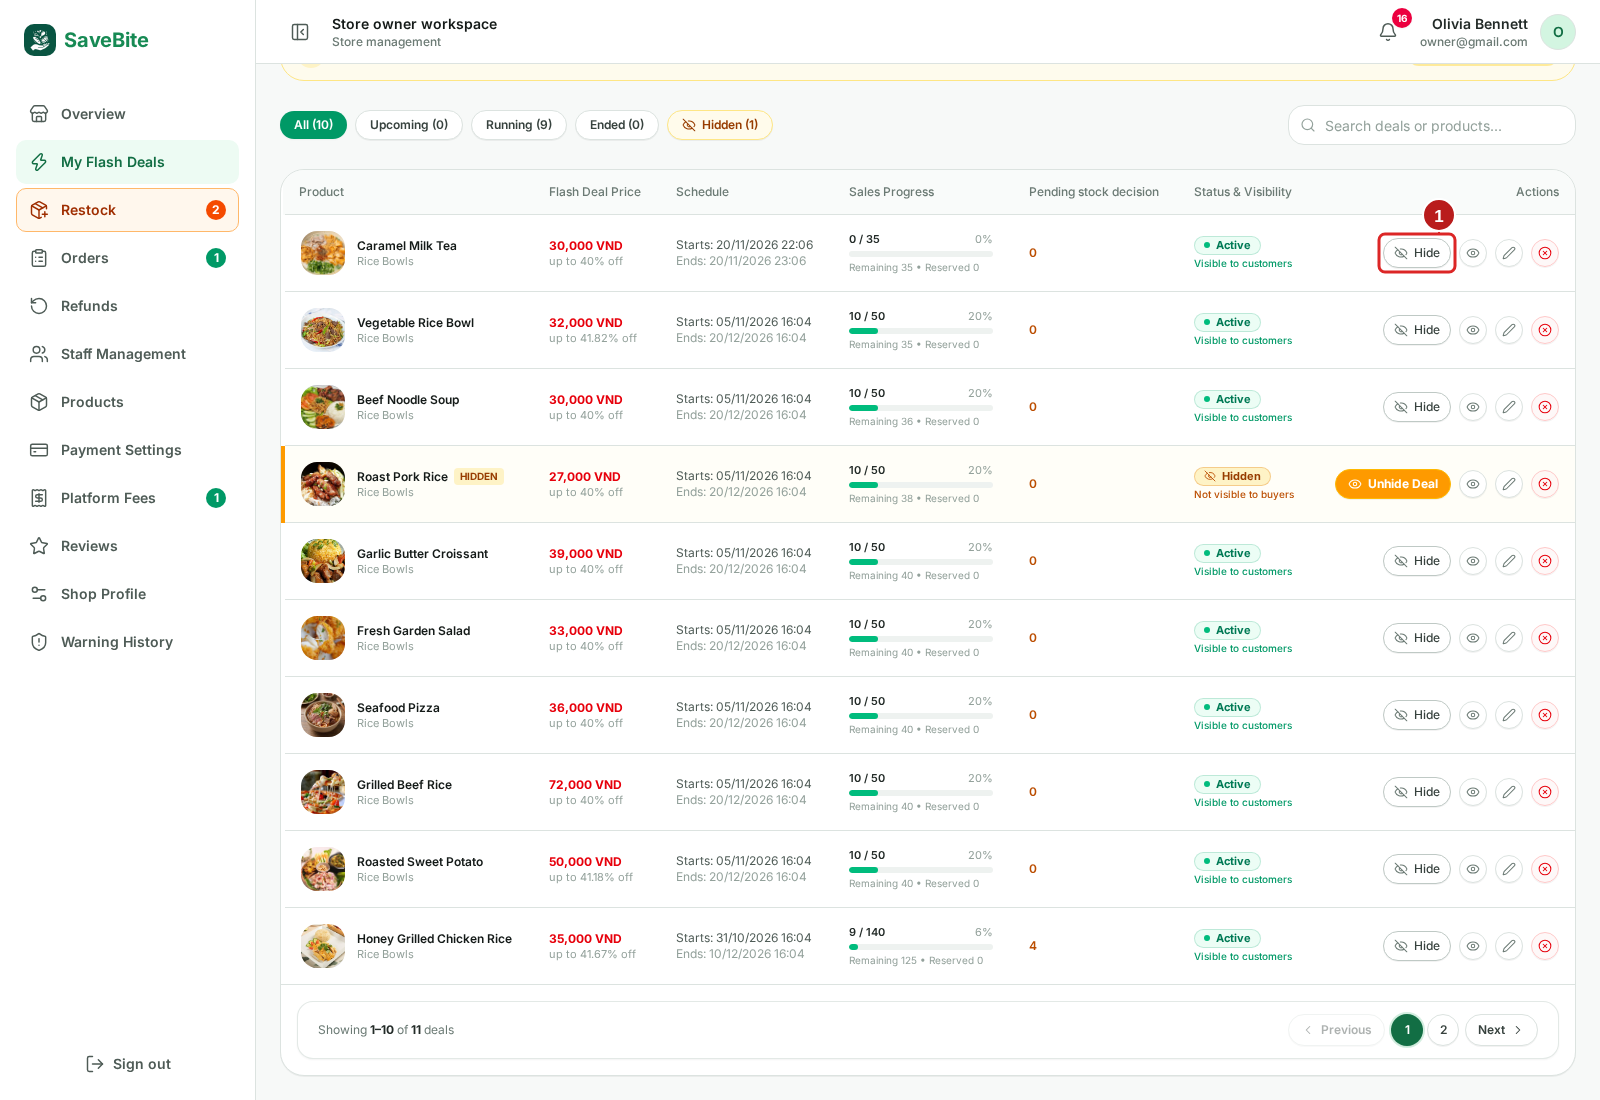 SaveBite
Store owner workspace
Store management
16
Olivia Bennett
owner@gmail.com
O
Overview
My Flash Deals
Restock 2
Orders 1
Refunds
Staff Management
Products
Payment Settings
Platform Fees 1
Reviews
Shop Profile
Warning History
Sign out
All (10)
Upcoming (0)
Running (9)
Ended (0)
Hidden (1)
Search deals or products...
Product Flash Deal Price Schedule Sales Progress Pending stock decision Status & Visibility Actions
1
Caramel Milk Tea
Rice Bowls
30,000 VND
up to 40% off
Starts: 20/11/2026 22:06
Ends: 20/11/2026 23:06
0 / 35 0%
Remaining 35 • Reserved 0
0
Active
Visible to customers
Hide
Vegetable Rice Bowl
Rice Bowls
32,000 VND
up to 41.82% off
Starts: 05/11/2026 16:04
Ends: 20/12/2026 16:04
10 / 50 20%
Remaining 35 • Reserved 0
0
Active
Visible to customers
Hide
Beef Noodle Soup
Rice Bowls
30,000 VND
up to 40% off
Starts: 05/11/2026 16:04
Ends: 20/12/2026 16:04
10 / 50 20%
Remaining 36 • Reserved 0
0
Active
Visible to customers
Hide
Roast Pork Rice HIDDEN
Rice Bowls
27,000 VND
up to 40% off
Starts: 05/11/2026 16:04
Ends: 20/12/2026 16:04
10 / 50 20%
Remaining 38 • Reserved 0
0
Hidden
Not visible to buyers
Unhide Deal
Garlic Butter Croissant
Rice Bowls
39,000 VND
up to 40% off
Starts: 05/11/2026 16:04
Ends: 20/12/2026 16:04
10 / 50 20%
Remaining 40 • Reserved 0
0
Active
Visible to customers
Hide
Fresh Garden Salad
Rice Bowls
33,000 VND
up to 40% off
Starts: 05/11/2026 16:04
Ends: 20/12/2026 16:04
10 / 50 20%
Remaining 40 • Reserved 0
0
Active
Visible to customers
Hide
Seafood Pizza
Rice Bowls
36,000 VND
up to 40% off
Starts: 05/11/2026 16:04
Ends: 20/12/2026 16:04
10 / 50 20%
Remaining 40 • Reserved 0
0
Active
Visible to customers
Hide
Grilled Beef Rice
Rice Bowls
72,000 VND
up to 40% off
Starts: 05/11/2026 16:04
Ends: 20/12/2026 16:04
10 / 50 20%
Remaining 40 • Reserved 0
0
Active
Visible to customers
Hide
Roasted Sweet Potato
Rice Bowls
50,000 VND
up to 41.18% off
Starts: 05/11/2026 16:04
Ends: 20/12/2026 16:04
10 / 50 20%
Remaining 40 • Reserved 0
0
Active
Visible to customers
Hide
Honey Grilled Chicken Rice
Rice Bowls
35,000 VND
up to 41.67% off
Starts: 31/10/2026 16:04
Ends: 10/12/2026 16:04
9 / 140 6%
Remaining 125 • Reserved 0
4
Active
Visible to customers
Hide
Showing 1–10 of 11 deals
Previous 1 2 Next